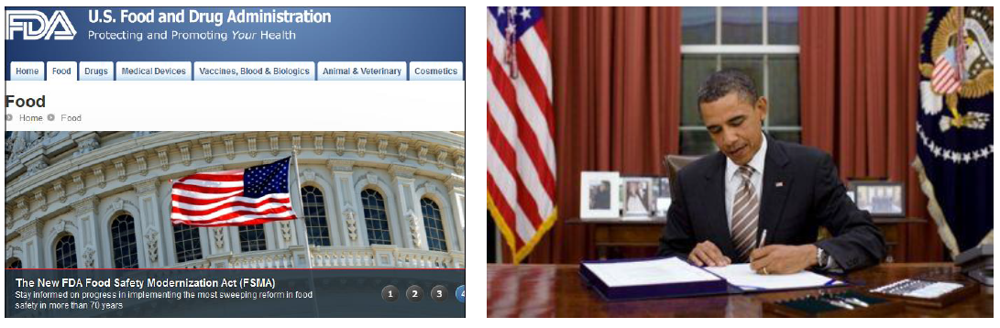 FDA
U.S. Food and Drug Administration
Protecting and Promoting Your Health
Home Food Drugs Medical Devices Vaccines, Blood & Biologics Animal & Veterinary Cosmetics
Food
Home Food
The New FDA Food Safety Modernization Act (FSMA)
Stay informed on progress in implementing the most sweeping reform in food
safety in more than 70 years
1 2 3 4